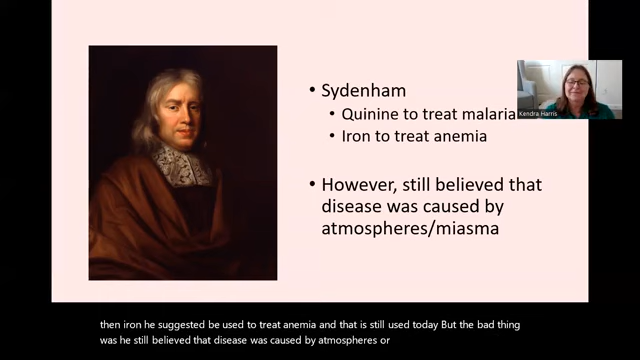 • Sydenham
• Quinine to treat malaria
• Iron to treat anemia
• However, still believed that
disease was caused by
atmospheres/miasma
Kendra Harris
then iron he suggested be used to treat anemia and that is still used today But the bad thing
was he still believed that disease was caused by atmospheres or